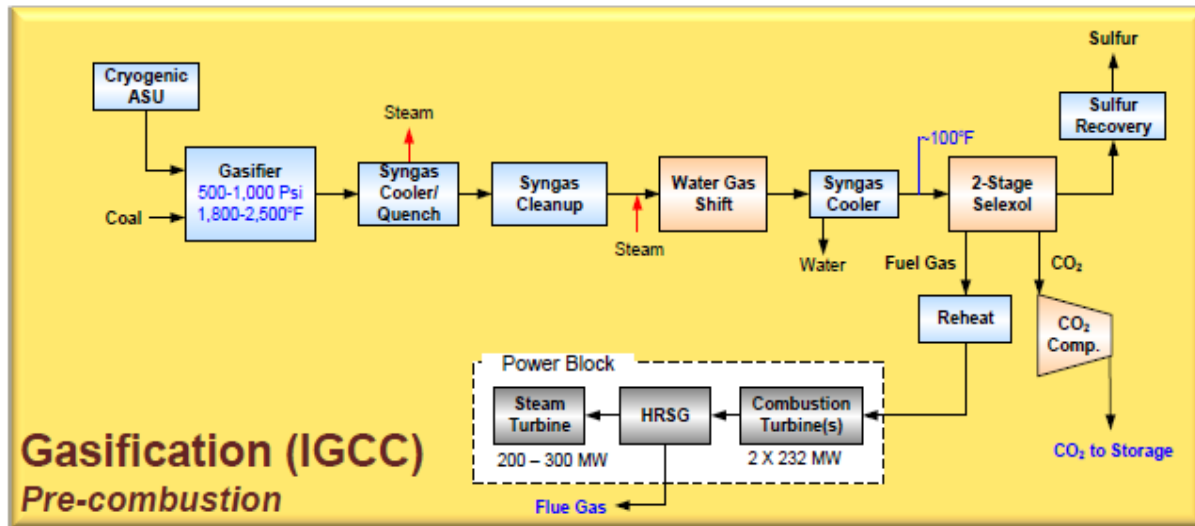 Sulfur
Cryogenic
ASU
Steam
Sulfur
Recovery
~100°F
Gasifier
500-1,000 Psi
1,800-2,500°F
Syngas
Cooler/
Quench
Syngas
Cleanup
Water Gas
Shift
Syngas
Cooler
2-Stage
Selexol
Coal
Steam
Water
Fuel Gas
CO₂
Reheat
CO₂
Comp.
Power Block
Steam
Turbine
HRSG
Combustion
Turbine(s)
200 – 300 MW
2 X 232 MW
CO₂ to Storage
Flue Gas
Gasification (IGCC)
Pre-combustion